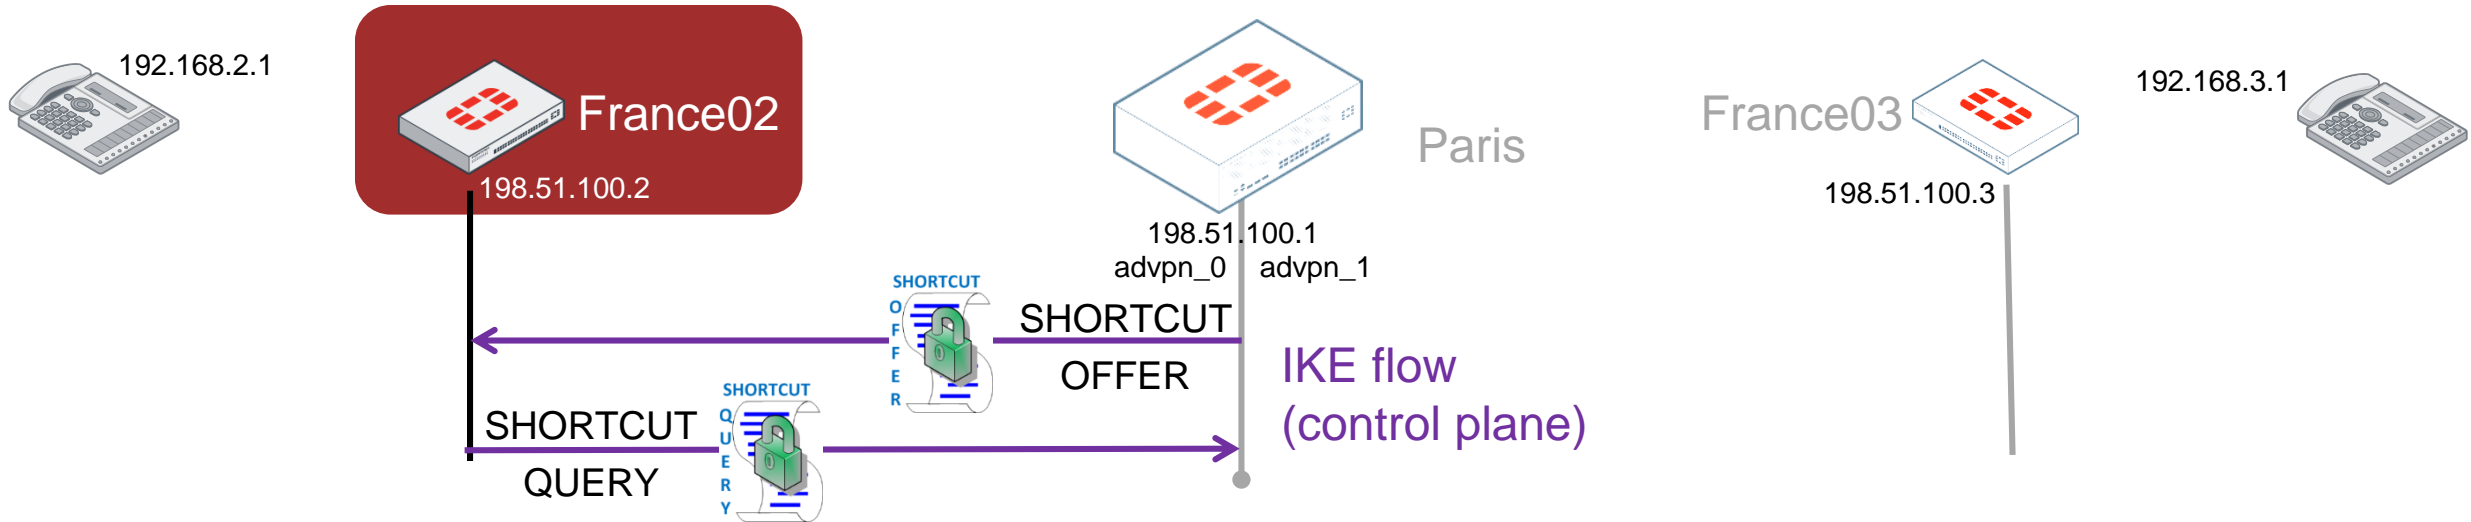 192.168.2.1
France02
198.51.100.2
Paris
198.51.100.1
advpn_0 advpn_1
France03
198.51.100.3
192.168.3.1
SHORTCUT
OFFER
SHORTCUT
OFFER
IKE flow
(control plane)
SHORTCUT
QUERY
SHORTCUT
QUERY